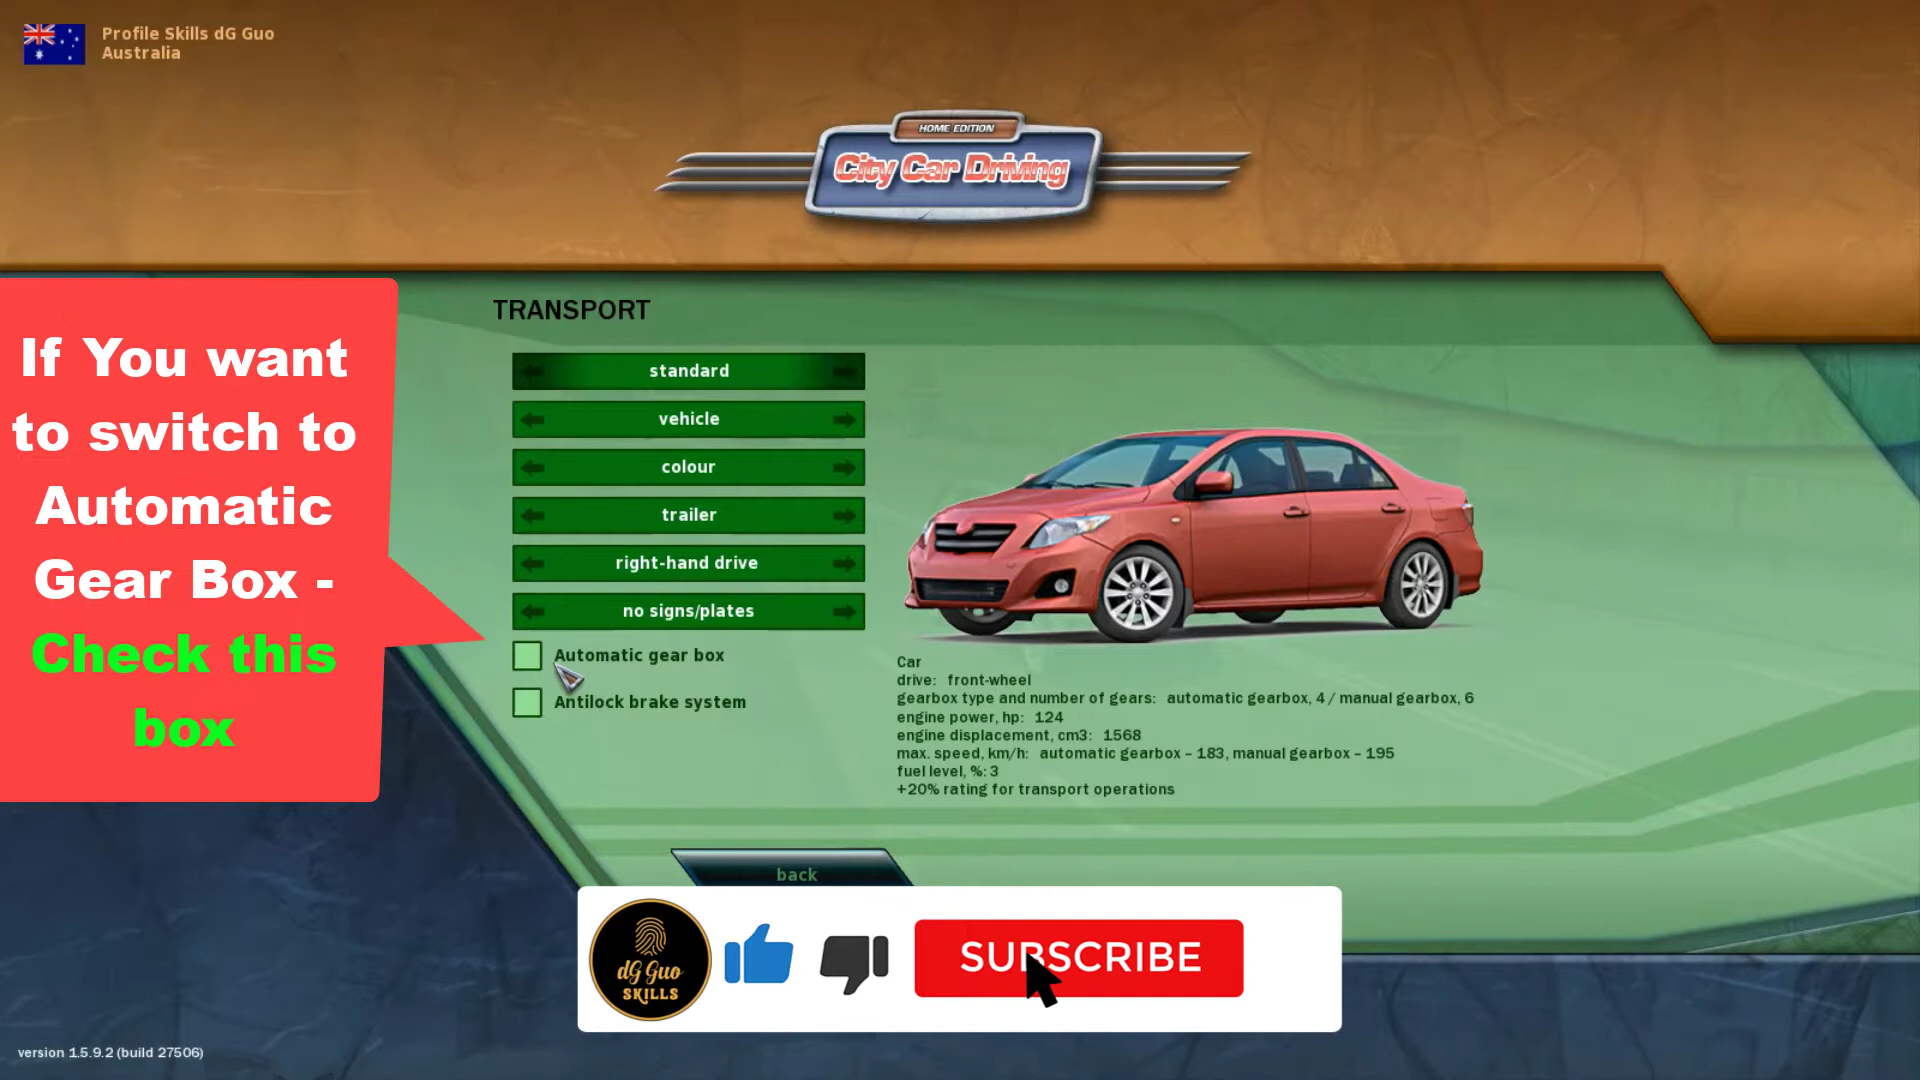 Profile Skills dG Guo
Australia
HOME EDITION
City Car Driving
If You want
to switch to
Automatic
Gear Box -
Check this
box
TRANSPORT
standard
vehicle
colour
trailer
right-hand drive
no signs/plates
Automatic gear box
Antilock brake system
Car
drive: front-wheel
gearbox type and number of gears: automatic gearbox, 4 / manual gearbox, 6
engine power, hp: 124
engine displacement, cm3: 1568
max. speed, km/h: automatic gearbox – 183, manual gearbox – 195
fuel level, %: 3
+20% rating for transport operations
back
dG Guo
SKILLS
SUBSCRIBE
version 1.5.9.2 (build 27506)